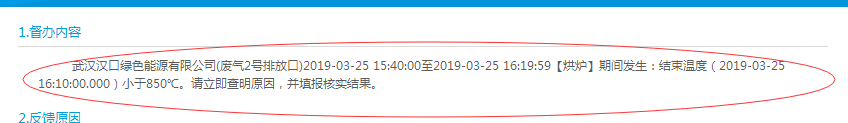 1.督办内容
武汉汉口绿色能源有限公司(废气2号排放口)2019-03-25 15:40:00至2019-03-25 16:19:59【烘炉】期间发生：结束温度（2019-03-25
16:10:00.000）小于850℃。请立即查明原因，并填报核实结果。
2.反馈原因